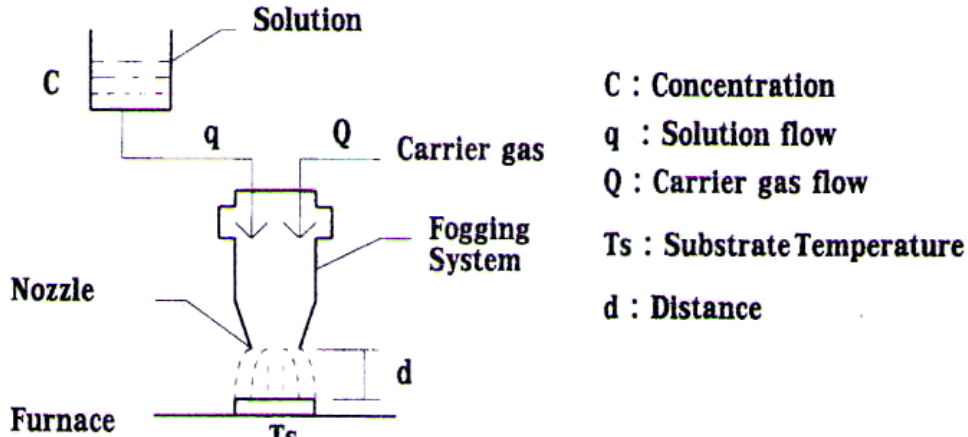 Solution
C
q
Q
Carrier gas
Fogging
System
Nozzle
d
Furnace
Ts
C : Concentration
q : Solution flow
Q : Carrier gas flow
Ts : Substrate Temperature
d : Distance